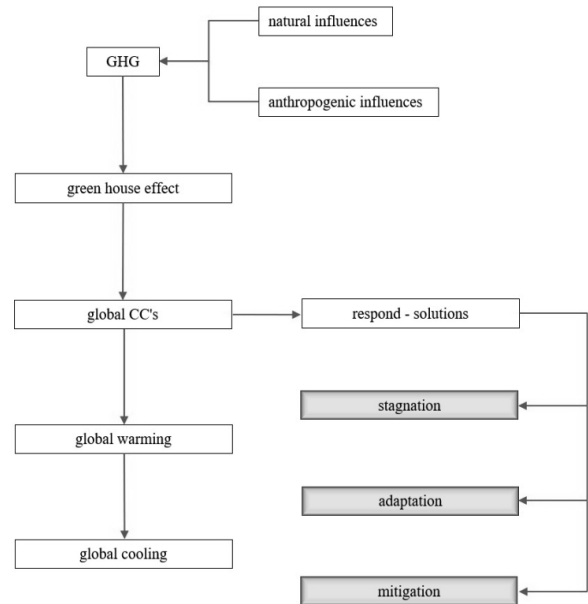 natural influences
GHG
anthropogenic influences
green house effect
global CC's
respond - solutions
stagnation
global warming
adaptation
global cooling
mitigation